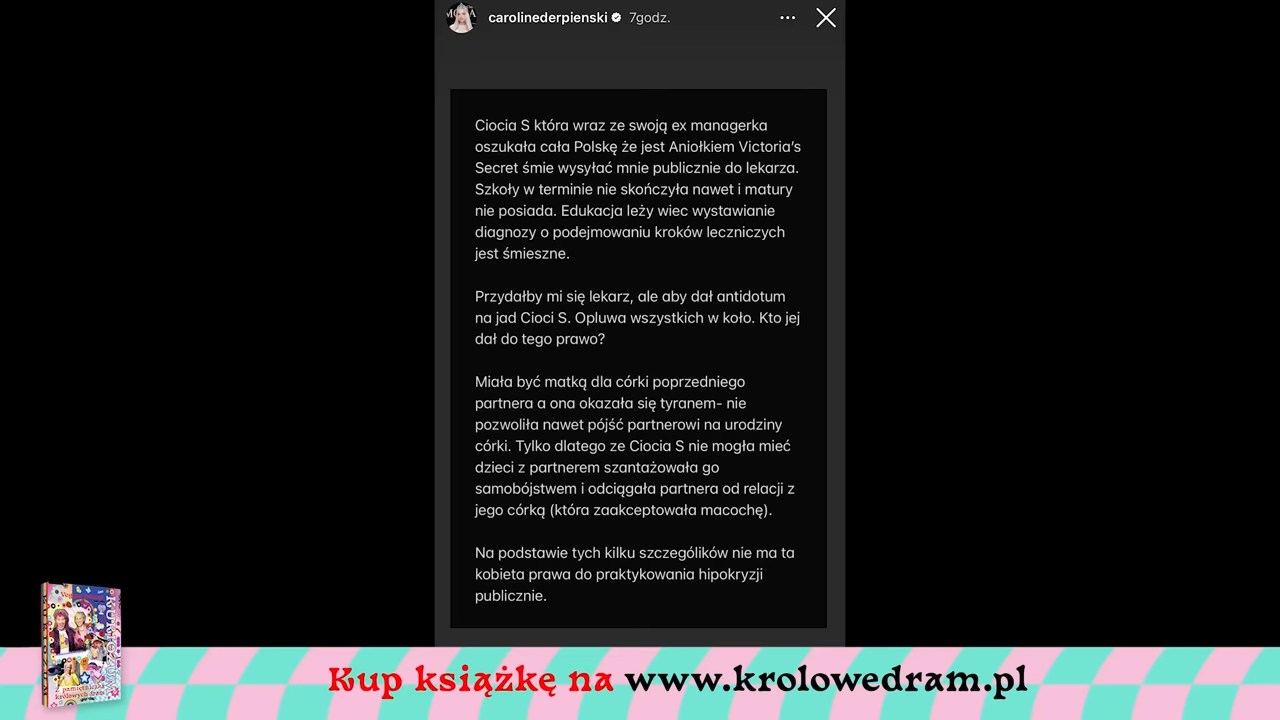 carolinederpienski 7godz.
Ciocia S która wraz ze swoją ex managerka
oszukała cała Polskę że jest Aniołkiem Victoria's
Secret śmie wysyłać mnie publicznie do lekarza.
Szkoły w terminie nie skończyła nawet i matury
nie posiada. Edukacja leży wiec wystawianie
diagnozy o podejmowaniu kroków leczniczych
jest śmieszne.
Przydałby mi się lekarz, ale aby dał antidotum
na jad Cioci S. Opluwa wszystkich w koło. Kto jej
dał do tego prawo?
Miała być matką dla córki poprzedniego
partnera a ona okazała się tyranem- nie
pozwoliła nawet pójść partnerowi na urodziny
córki. Tylko dlatego ze Ciocia S nie mogła mieć
dzieci z partnerem szantażowała go
samobójstwem i odciągała partnera od relacji z
jego córką (która zaakceptowała macochę).
Na podstawie tych kilku szczególików nie ma ta
kobieta prawa do praktykowania hipokryzji
publicznie.
Z pamiętnika
królowych dram
Kup książkę na www.krolowedram.pl